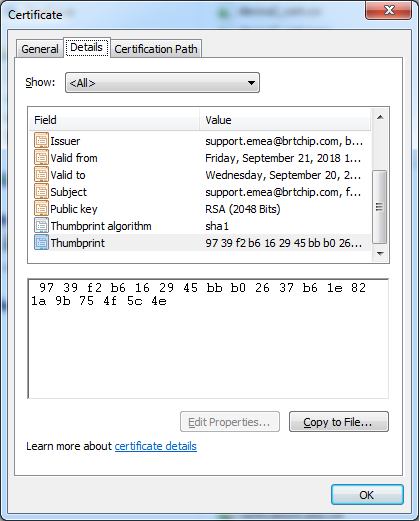 Certificate
General Details Certification Path
Show: <All>
Field Value
Issuer support.emea@brtchip.com, b...
Valid from Friday, September 21, 2018 1...
Valid to Wednesday, September 20, 2...
Subject support.emea@brtchip.com, f...
Public key RSA (2048 Bits)
Thumbprint algorithm sha1
Thumbprint 97 39 f2 b6 16 29 45 bb b0 26...
97 39 f2 b6 16 29 45 bb b0 26 37 b6 1e 82
1a 9b 75 4f 5c 4e
Edit Properties... Copy to File...
Learn more about certificate details
OK